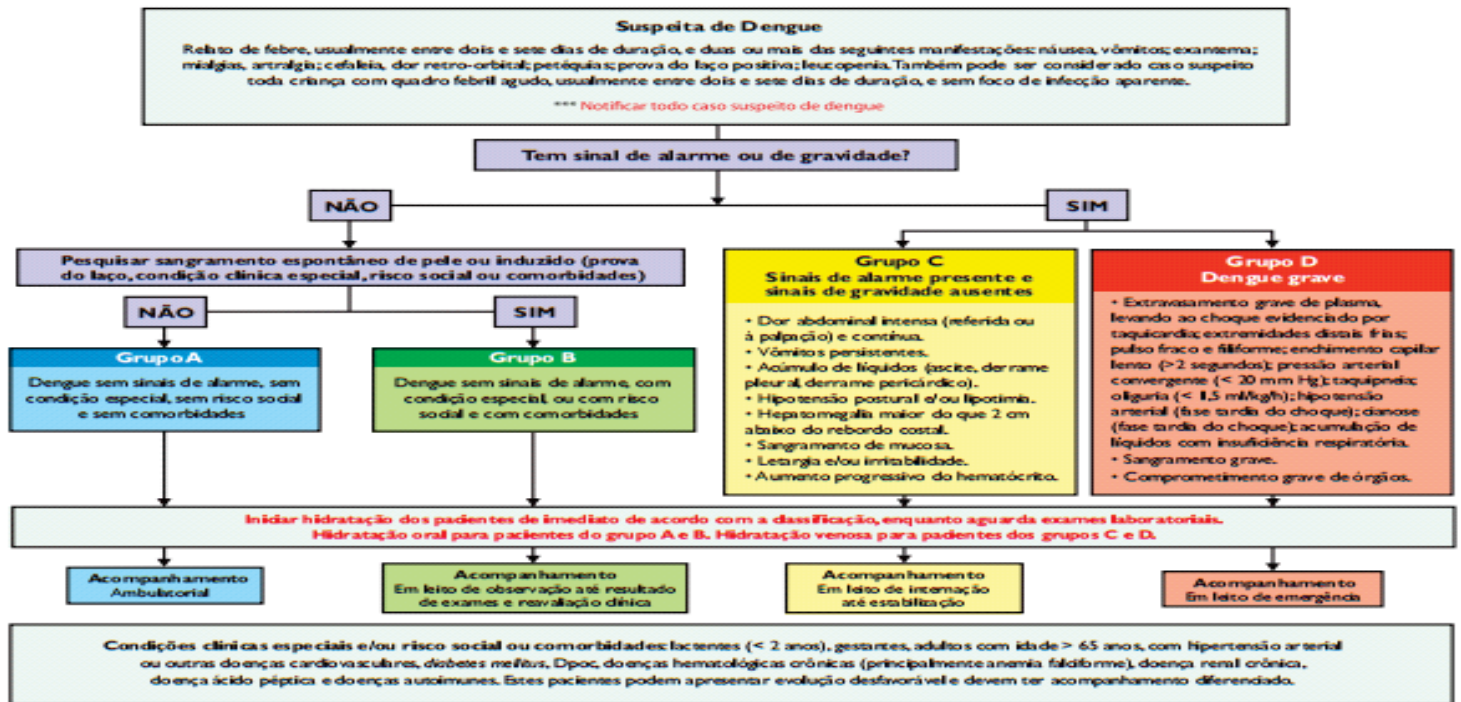 Suspeita de Dengue
Relato de febre, usualmente entre dois e sete dias de duração, e duas ou mais das seguintes manifestações: náusea, vômitos; exantema;
mialgias, artralgia; cefaleia, dor retro-orbital; petéquias; prova do laço positiva; leucopenia. Também pode ser considerado caso suspeito
toda criança com quadro febril agudo, usualmente entre dois e sete dias de duração, e sem foco de infecção aparente.
*** Notificar todo caso suspeito de dengue
Tem sinal de alarme ou de gravidade?
NÃO
SIM
Pesquisar sangramento espontâneo de pele ou induzido (prova
do laço, condição clínica especial, risco social ou comorbidades)
NÃO
SIM
Grupo A
Dengue sem sinais de alarme, sem
condição especial, sem risco social
e sem comorbidades
Grupo B
Dengue sem sinais de alarme, com
condição especial, ou com risco
social e com comorbidades
Grupo C
Sinais de alarme presente e
sinais de gravidade ausentes
• Dor abdominal intensa (referida ou
à palpação) e contínua.
• Vômitos persistentes.
• Acúmulo de líquidos (ascite, derrame
pleural, derrame pericárdico).
• Hipotensão postural e/ou lipotimia.
• Hepatomegalia maior do que 2 cm
abaixo do rebordo costal.
• Sangramento de mucosa.
• Letargia e/ou irritabilidade.
• Aumento progressivo do hematócrito.
Grupo D
Dengue grave
• Extravasamento grave de plasma,
levando ao choque evidenciado por
taquicardia; extremidades distais frias;
pulso fraco e filiforme; enchimento capilar
lento (>2 segundos); pressão arterial
convergente (< 20 mm Hg); taquipneia;
oligúria (< 1,5 ml/kg/h); hipotensão
arterial (fase tardia do choque); cianose
(fase tardia do choque); acumulação de
líquidos com insuficiência respiratória.
• Sangramento grave.
• Comprometimento grave de órgãos.
Iniciar hidratação dos pacientes de imediato de acordo com a classificação, enquanto aguarda exames laboratoriais.
Hidratação oral para pacientes do grupo A e B. Hidratação venosa para pacientes dos grupos C e D.
Acompanhamento
Ambulatorial
Acompanhamento
Em leito de observação até resultado
de exames e reavaliação clínica
Acompanhamento
Em leito de internação
até estabilização
Acompanhamento
Em leito de emergência
Condições clínicas especiais e/ou risco social ou comorbidades: lactentes (< 2 anos), gestantes, adultos com idade > 65 anos, com hipertensão arterial
ou outras doenças cardiovasculares, diabetes mellitus, Dpoc, doenças hematológicas crônicas (principalmente anemia falciforme), doença renal crônica,
doença ácido péptica e doenças autoimunes. Estes pacientes podem apresentar evolução desfavorável e devem ter acompanhamento diferenciado.